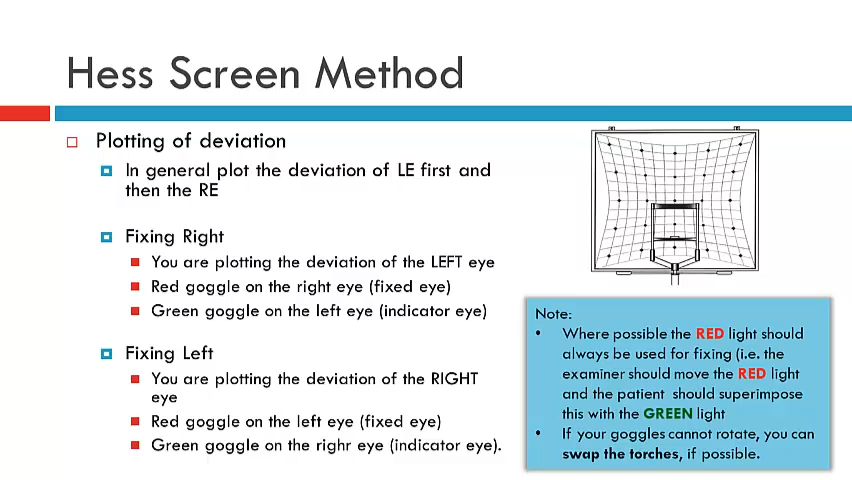 Hess Screen Method
Plotting of deviation
In general plot the deviation of LE first and
then the RE
Fixing Right
You are plotting the deviation of the LEFT eye
Red goggle on the right eye (fixed eye)
Green goggle on the left eye (indicator eye)
Fixing Left
You are plotting the deviation of the RIGHT
eye
Red goggle on the left eye (fixed eye)
Green goggle on the righr eye (indicator eye).
Note:
• Where possible the RED light should
always be used for fixing (i.e. the
examiner should move the RED light
and the patient should superimpose
this with the GREEN light
• If your goggles cannot rotate, you can
swap the torches, if possible.